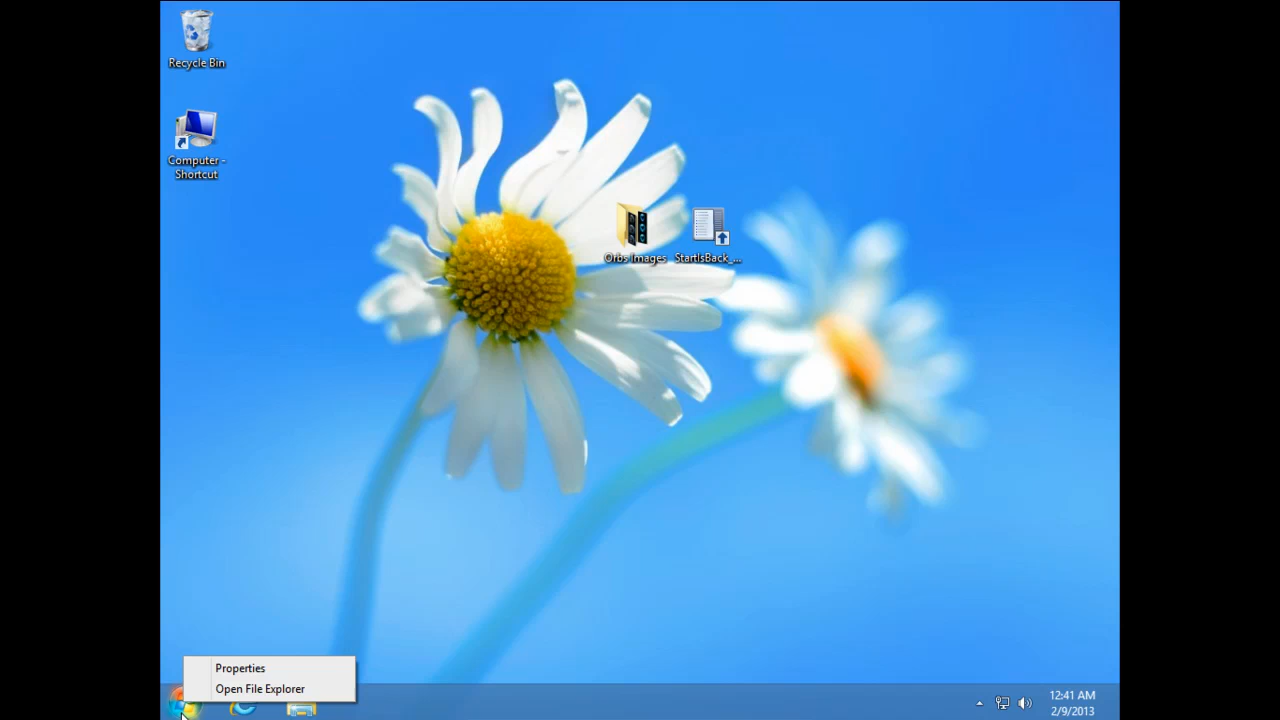 Recycle Bin
Computer -
Shortcut
Orbs Images
StartIsBack_...
Properties
Open File Explorer
12:41 AM
2/9/2013